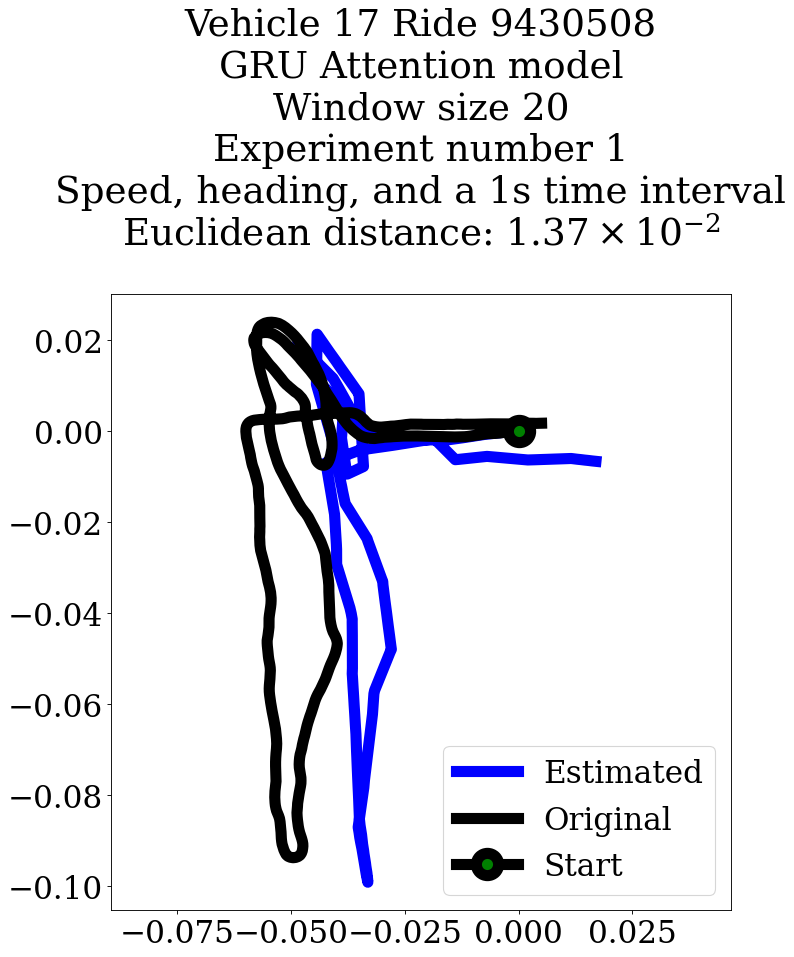 Vehicle 17 Ride 9430508
GRU Attention model
Window size 20
Experiment number 1
Speed, heading, and a 1s time interval
Euclidean distance: 1.37 × 10⁻²
0.02
0.00
−0.02
−0.04
−0.06
−0.08
−0.10
Estimated
Original
Start
−0.075 −0.050 −0.025 0.000 0.025